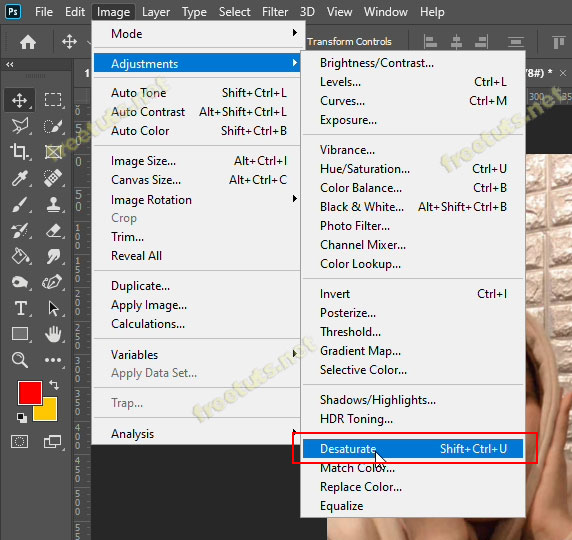 Ps File Edit Image Layer Type Select Filter 3D View Window Help
Transform Controls
Mode
Adjustments
Auto Tone Shift+Ctrl+L
Auto Contrast Alt+Shift+Ctrl+L
Auto Color Shift+Ctrl+B
Image Size... Alt+Ctrl+I
Canvas Size... Alt+Ctrl+C
Image Rotation
Crop
Trim...
Reveal All
Duplicate...
Apply Image...
Calculations...
Variables
Apply Data Set...
Trap...
Analysis
Brightness/Contrast...
Levels... Ctrl+L
Curves... Ctrl+M
Exposure...
Vibrance...
Hue/Saturation... Ctrl+U
Color Balance... Ctrl+B
Black & White... Alt+Shift+Ctrl+B
Photo Filter...
Channel Mixer...
Color Lookup...
Invert Ctrl+I
Posterize...
Threshold...
Gradient Map...
Selective Color...
Shadows/Highlights...
HDR Toning...
Desaturate Shift+Ctrl+U
Match Color...
Replace Color...
Equalize
/8#) *
300
freetuts.net
freetuts.net
freetuts.net